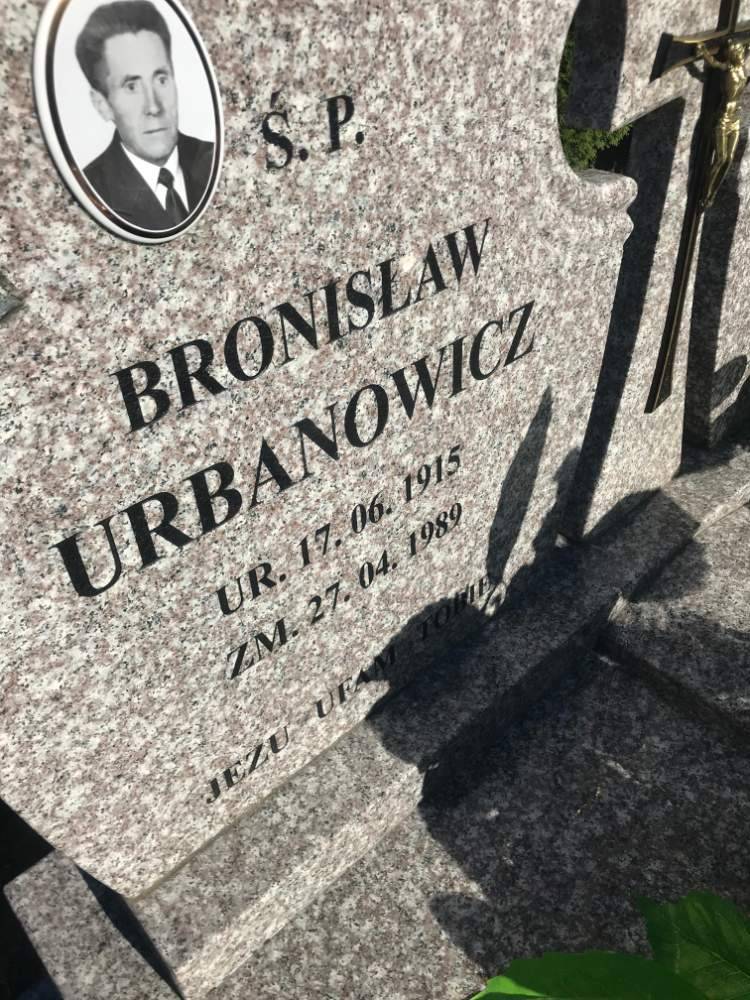 Ś. P.
BRONISŁAW
URBANOWICZ
UR. 17. 06. 1915
ZM. 27. 04. 1989
JEZU UFAM TOBIE